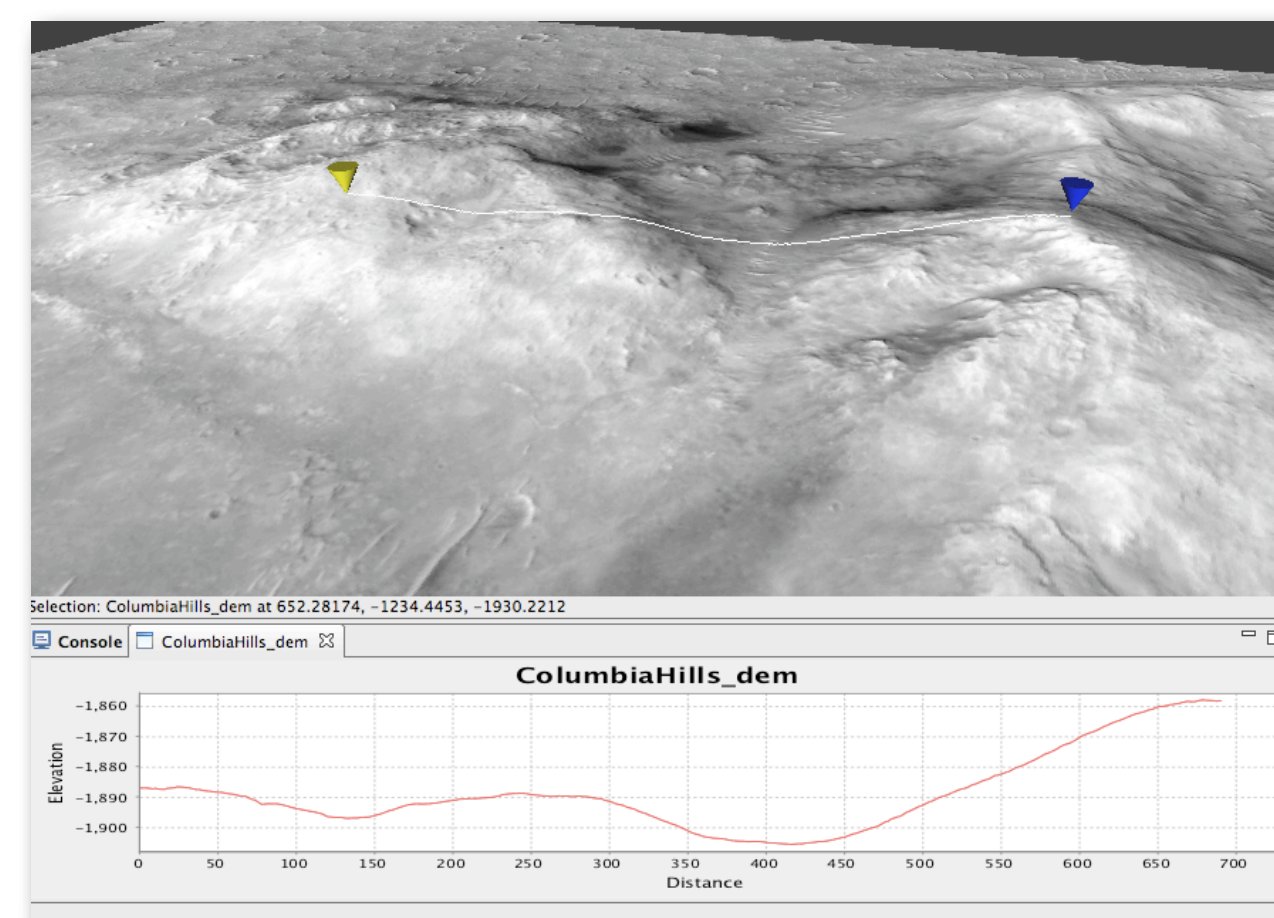 Selection: ColumbiaHills_dem at 652.28174, -1234.4453, -1930.2212
Console ColumbiaHills_dem
ColumbiaHills_dem
Elevation
-1,860
-1,870
-1,880
-1,890
-1,900
0 50 100 150 200 250 300 350 400 450 500 550 600 650 700
Distance